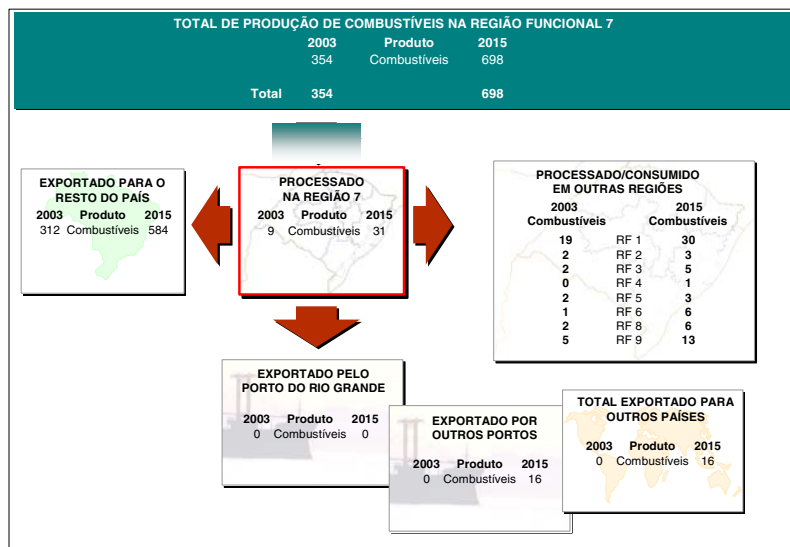 TOTAL DE PRODUÇÃO DE COMBUSTÍVEIS NA REGIÃO FUNCIONAL 7
2003 Produto 2015
354 Combustíveis 698
Total 354 698
EXPORTADO PARA O
RESTO DO PAÍS
2003 Produto 2015
312 Combustíveis 584
PROCESSADO
NA REGIÃO 7
2003 Produto 2015
9 Combustíveis 31
PROCESSADO/CONSUMIDO
EM OUTRAS REGIÕES
2003 2015
Combustíveis Combustíveis
19 RF 1 30
2 RF 2 3
2 RF 3 5
0 RF 4 1
2 RF 5 3
1 RF 6 6
2 RF 8 6
5 RF 9 13
EXPORTADO PELO
PORTO DO RIO GRANDE
2003 Produto 2015
0 Combustíveis 0
EXPORTADO POR
OUTROS PORTOS
2003 Produto 2015
0 Combustíveis 16
TOTAL EXPORTADO PARA
OUTROS PAÍSES
2003 Produto 2015
0 Combustíveis 16